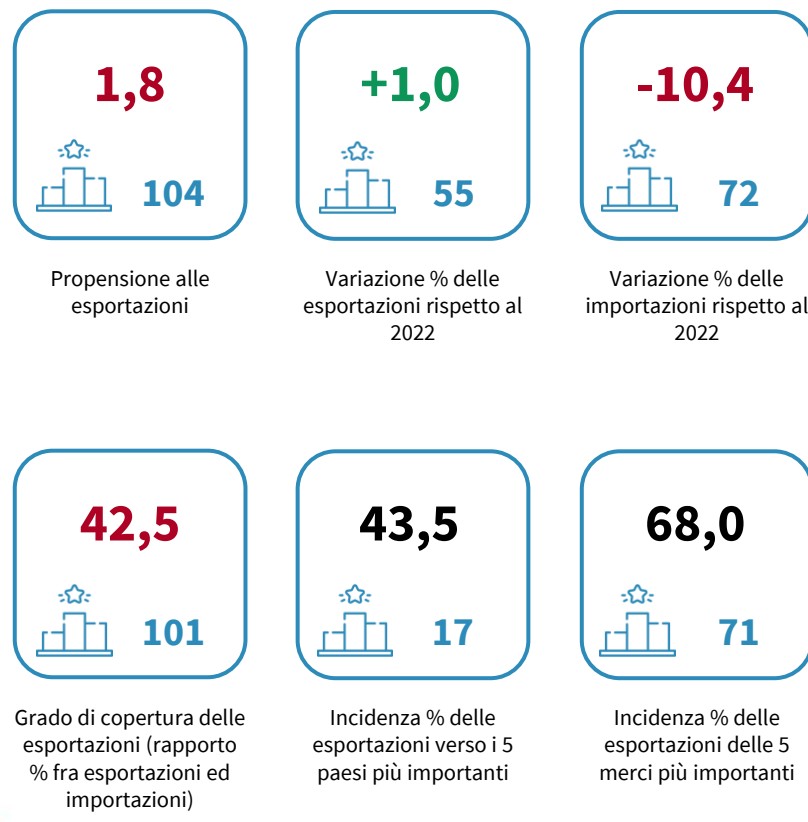 1,8
104
Propensione alle
esportazioni
+1,0
55
Variazione % delle
esportazioni rispetto al
2022
-10,4
72
Variazione % delle
importazioni rispetto al
2022
42,5
101
Grado di copertura delle
esportazioni (rapporto
% fra esportazioni ed
importazioni)
43,5
17
Incidenza % delle
esportazioni verso i 5
paesi più importanti
68,0
71
Incidenza % delle
esportazioni delle 5
merci più importanti